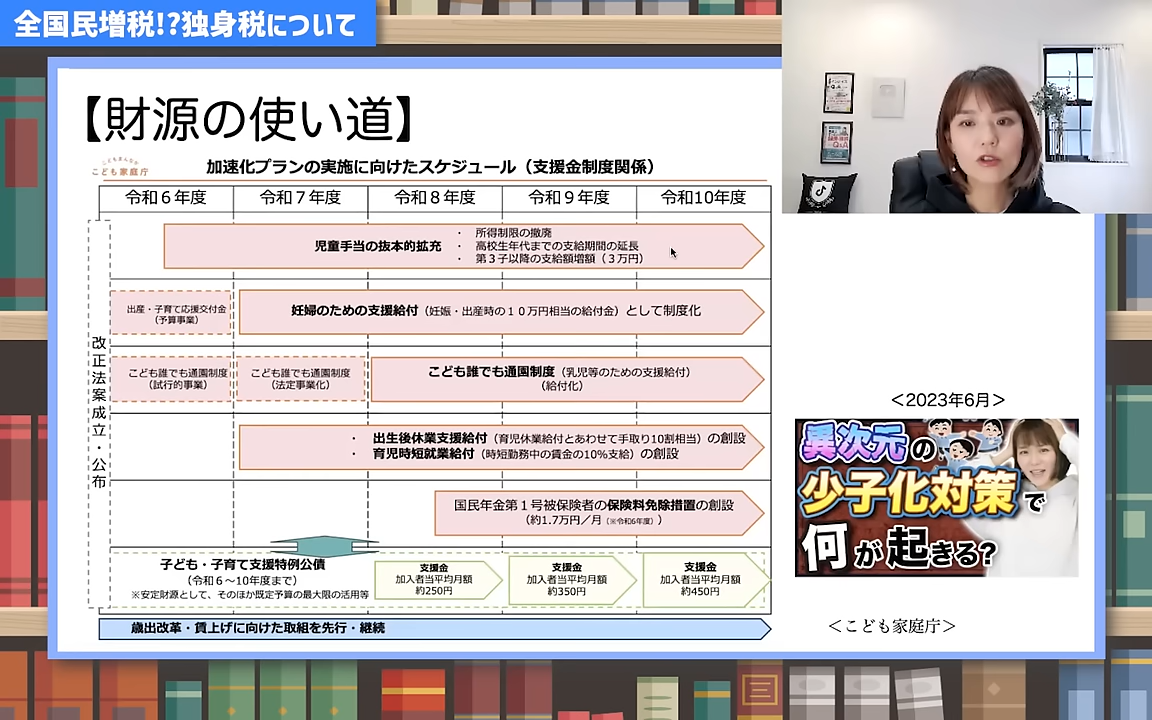 全国民増税!?独身税について
【財源の使い道】
こどもまんなか
こども家庭庁
加速化プランの実施に向けたスケジュール（支援金制度関係）
令和６年度
令和７年度
令和８年度
令和９年度
令和10年度
改正法案成立・公布
児童手当の抜本的拡充
・ 所得制限の撤廃
・ 高校生年代までの支給期間の延長
・ 第３子以降の支給額増額（３万円）
出産・子育て応援交付金
（予算事業）
妊婦のための支援給付（妊娠・出産時の１０万円相当の給付金）として制度化
こども誰でも通園制度
（試行的事業）
こども誰でも通園制度
（法定事業化）
こども誰でも通園制度（乳児等のための支援給付）
（給付化）
・ 出生後休業支援給付（育児休業給付とあわせて手取り10割相当）の創設
・ 育児時短就業給付（時短勤務中の賃金の10％支給）の創設
国民年金第１号被保険者の保険料免除措置の創設
（約1.7万円／月（※令和6年度））
子ども・子育て支援特例公債
（令和６～10年度まで）
※安定財源として、そのほか既定予算の最大限の活用等
支援金
加入者当平均月額
約250円
支援金
加入者当平均月額
約350円
支援金
加入者当平均月額
約450円
歳出改革・賃上げに向けた取組を先行・継続
＜2023年6月＞
異次元の
少子化対策で
何が起きる?
＜こども家庭庁＞
Q&A